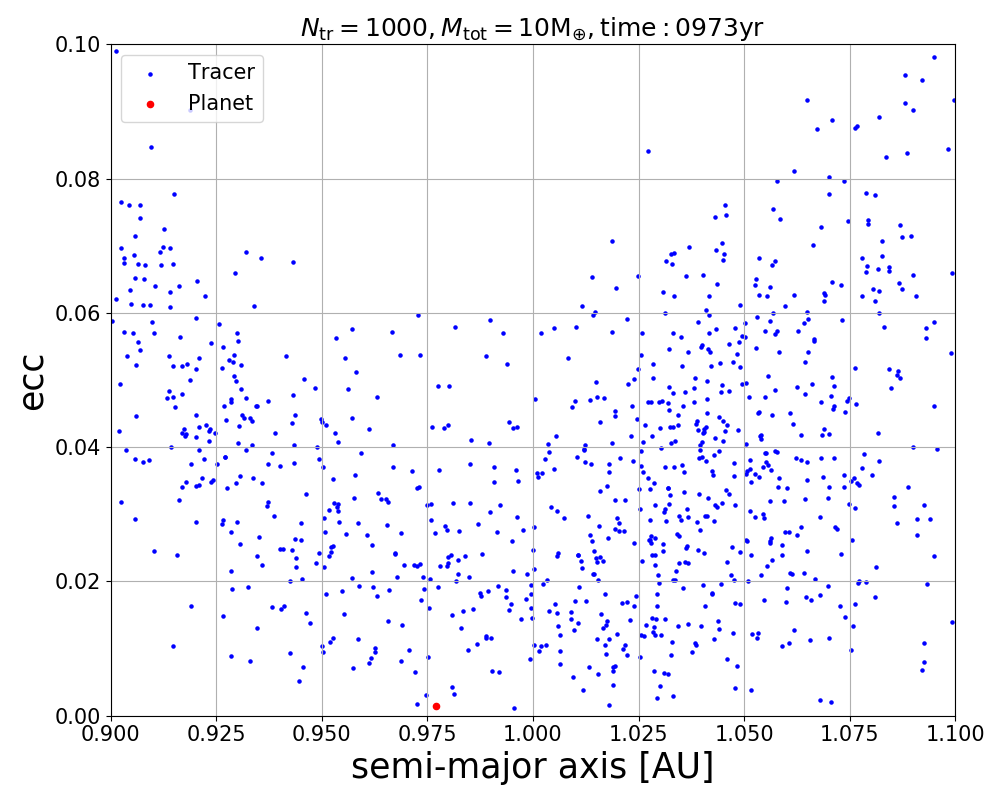 N_tr = 1000, M_tot = 10M_⊕, time : 0973yr
Tracer
Planet
ecc
0.10
0.08
0.06
0.04
0.02
0.00
0.900 0.925 0.950 0.975 1.000 1.025 1.050 1.075 1.100
semi-major axis [AU]